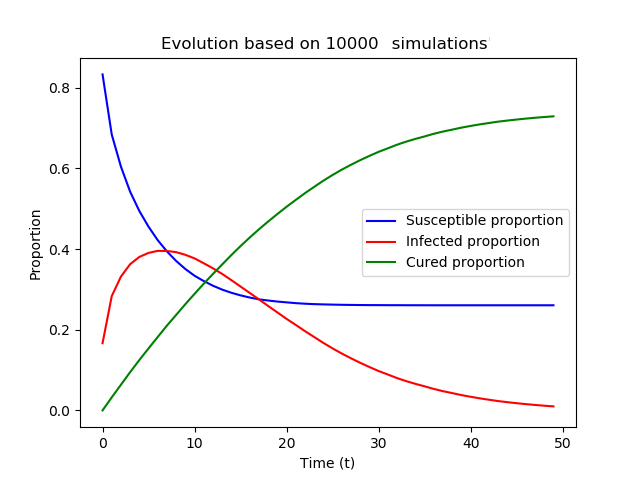 Evolution based on 10000 simulations
0.8
0.6
0.4
0.2
0.0
Proportion
Susceptible proportion
Infected proportion
Cured proportion
0 10 20 30 40 50
Time (t)